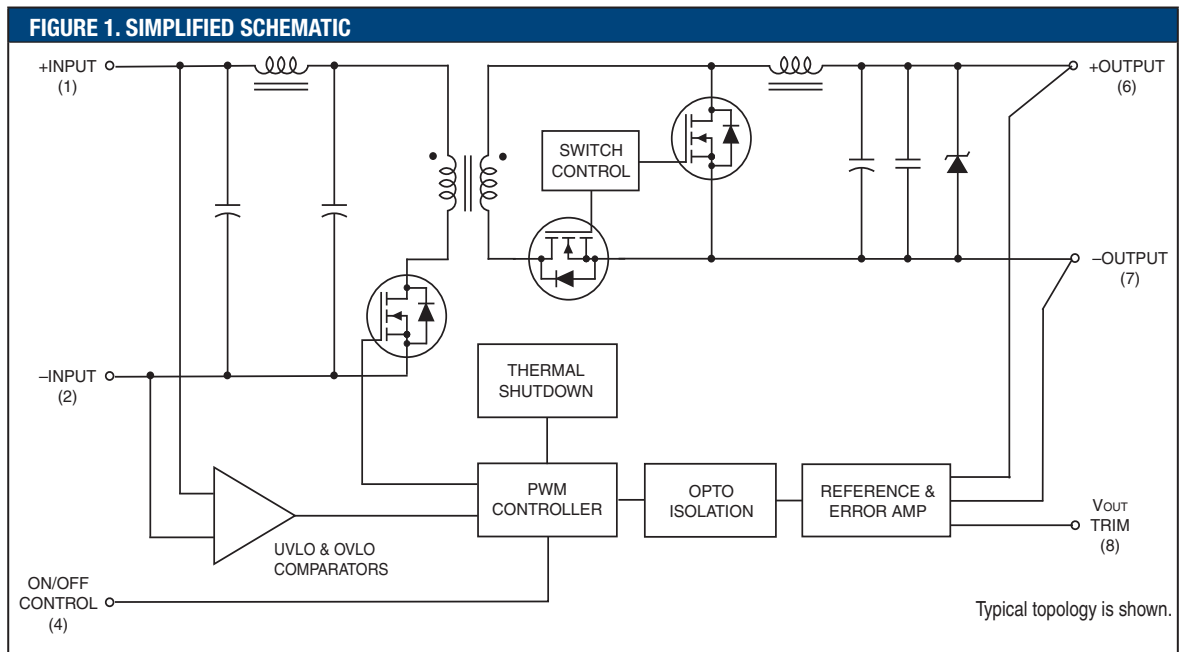 FIGURE 1. SIMPLIFIED SCHEMATIC
+INPUT
(1)
+OUTPUT
(6)
SWITCH
CONTROL
–OUTPUT
(7)
–INPUT
(2)
THERMAL
SHUTDOWN
PWM
CONTROLLER
OPTO
ISOLATION
REFERENCE &
ERROR AMP
VOUT
TRIM
(8)
UVLO & OVLO
COMPARATORS
ON/OFF
CONTROL
(4)
Typical topology is shown.